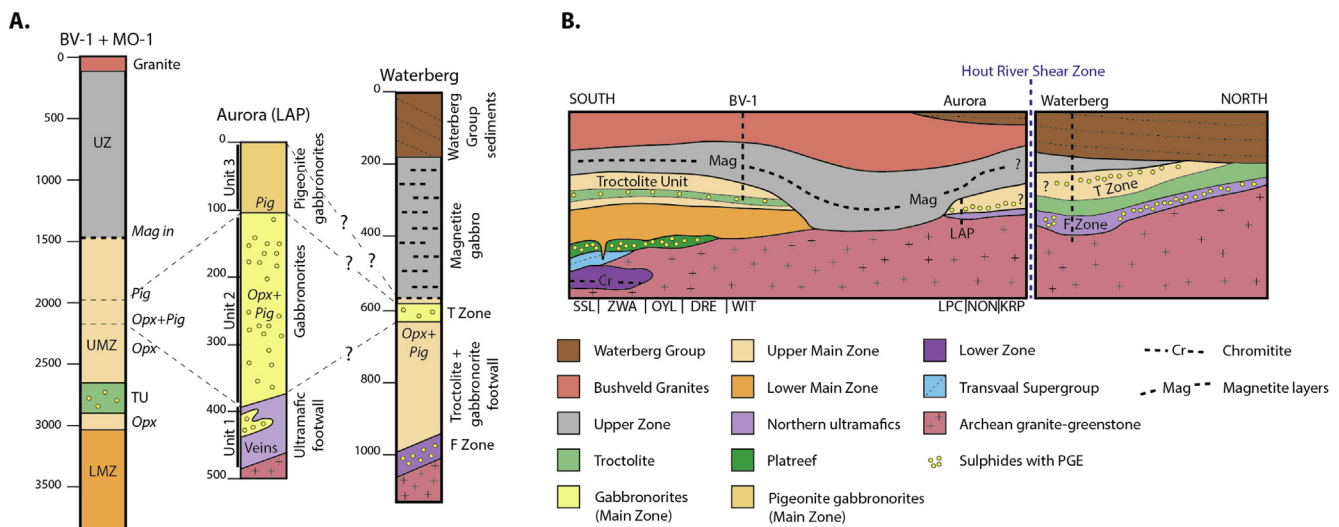 A.
BV-1 + MO-1
0
500
1000
1500
2000
2500
3000
3500
Granite
UZ
Mag in
Pig
Opx+Pig
UMZ
Opx
TU
Opx
LMZ
Aurora (LAP)
0
100
200
300
400
500
Unit 3
Unit 2
Unit 1
Pig
Opx+
Pig
Veins
Pigeonite
gabbronorites
Gabbronorites
Ultramafic
footwall
?
?
?
?
Waterberg
0
200
400
600
800
1000
Waterberg
Group
sediments
Magnetite
gabbro
T Zone
Opx+
Pig
Troctolite +
gabbronorite
footwall
F Zone
B.
Hout River Shear Zone
SOUTH
BV-1
Aurora
Waterberg
NORTH
Mag
Troctolite Unit
Mag
?
?
LAP
Cr
?
T Zone
F Zone
SSL
ZWA
OYL
DRE
WIT
LPC
NON
KRP
Waterberg Group
Bushveld Granites
Upper Zone
Troctolite
Gabbronorites
(Main Zone)
Upper Main Zone
Lower Main Zone
Northern ultramafics
Platreef
Pigeonite gabbronorites
(Main Zone)
Lower Zone
Transvaal Supergroup
Archean granite-greenstone
Sulphides with PGE
Cr
Chromitite
Mag
Magnetite layers